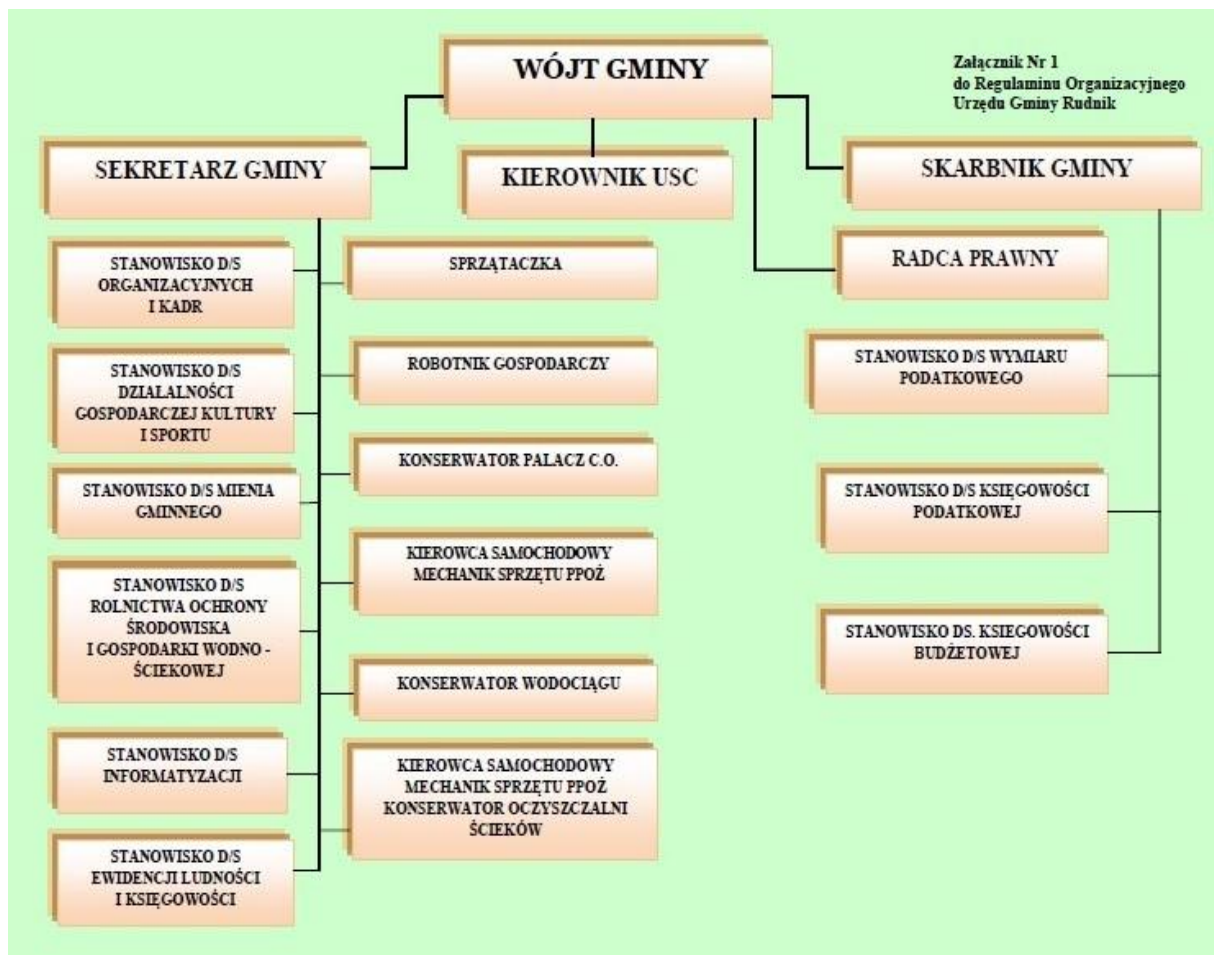 WÓJT GMINY
Załącznik Nr 1
do Regulaminu Organizacyjnego
Urzędu Gminy Rudnik
SEKRETARZ GMINY
KIEROWNIK USC
SKARBNIK GMINY
STANOWISKO D/S
ORGANIZACYJNYCH
I KADR
STANOWISKO D/S
DZIALALNOŚCI
GOSPODARCZEJ KULTURY
I SPORTU
STANOWISKO D/S MIENIA
GMINNEGO
STANOWISKO D/S
ROLNICTWA OCHRONY
ŚRODOWISKA
I GOSPODARKI WODNO -
ŚCIEKOWEJ
STANOWISKO D/S
INFORMATYZACJI
STANOWISKO D/S
EWIDENCJI LUDNOŚCI
I KSIĘGOWOŚCI
SPRZĄTACZKA
ROBOTNIK GOSPODARCZY
KONSERWATOR PALACZ C.O.
KIEROWCA SAMOCHODOWY
MECHANIK SPRZĘTU PPOŻ
KONSERWATOR WODOCIĄGU
KIEROWCA SAMOCHODOWY
MECHANIK SPRZĘTU PPOŻ
KONSERWATOR OCZYSZCZALNI
ŚCIEKÓW
RADCA PRAWNY
STANOWISKO D/S WYMIARU
PODATKOWEGO
STANOWISKO D/S KSIĘGOWOŚCI
PODATKOWEJ
STANOWISKO DS. KSIEGOWOŚCI
BUDŻETOWEJ